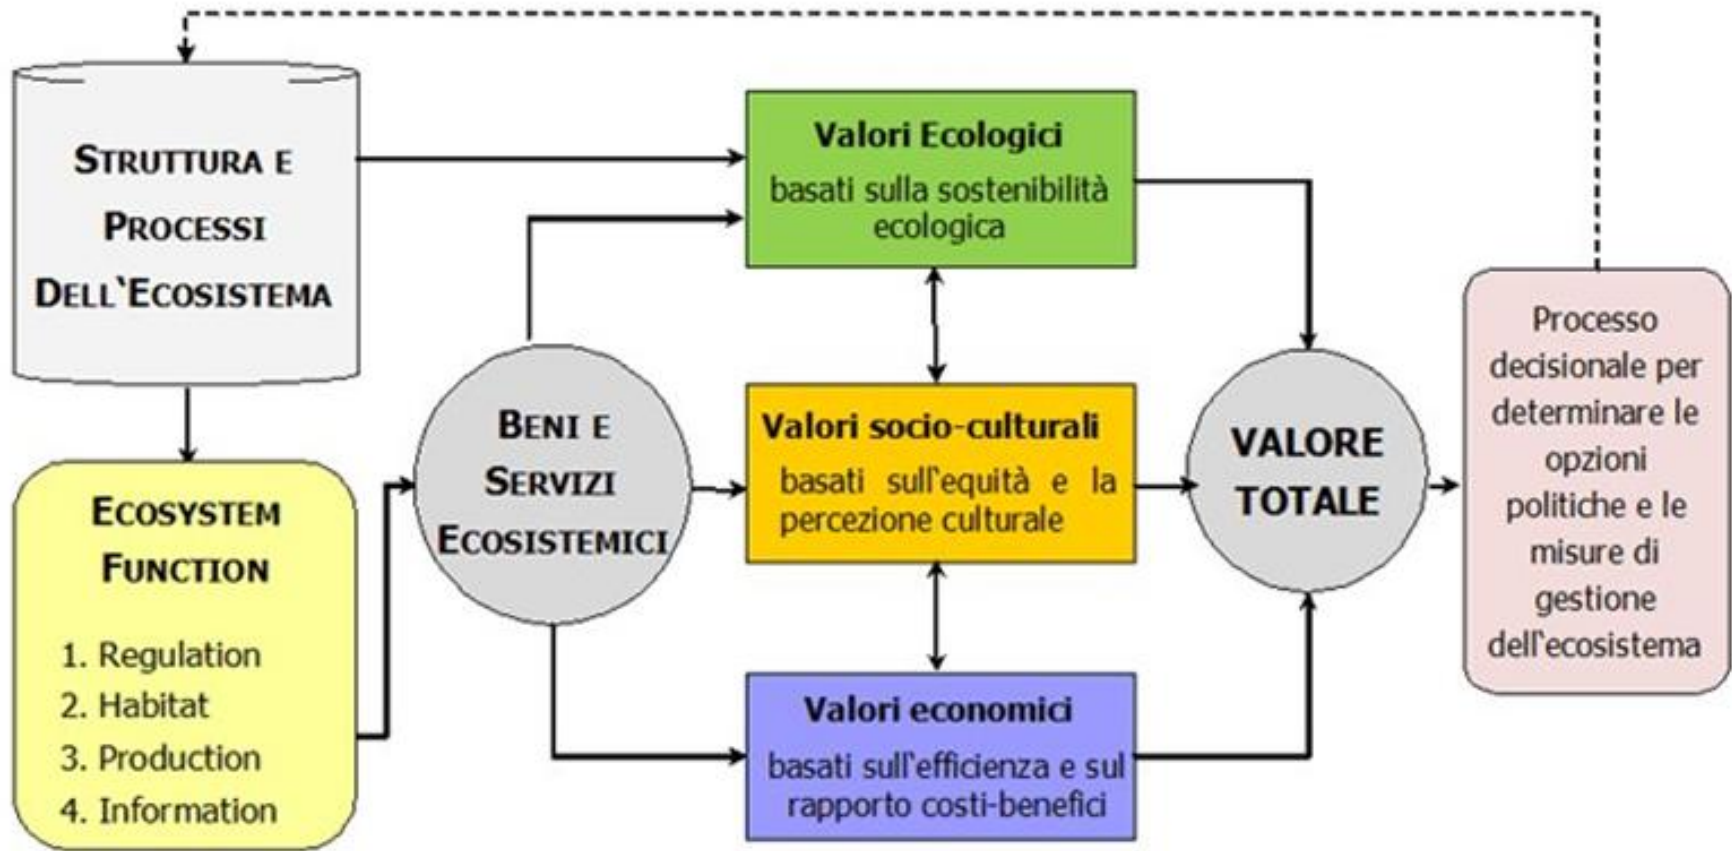 STRUTTURA E
PROCESSI
DELL'ECOSISTEMA
ECOSYSTEM
FUNCTION
1. Regulation
2. Habitat
3. Production
4. Information
BENI E
SERVIZI
ECOSISTEMICI
Valori Ecologici
basati sulla sostenibilità
ecologica
Valori socio-culturali
basati sull'equità e la
percezione culturale
Valori economici
basati sull'efficienza e sul
rapporto costi-benefici
VALORE
TOTALE
Processo
decisionale per
determinare le
opzioni
politiche e le
misure di
gestione
dell'ecosistema